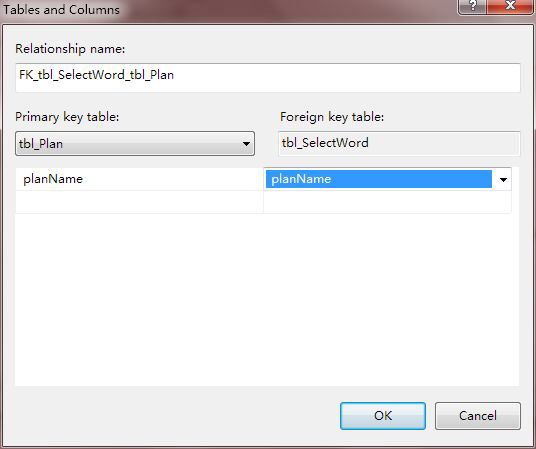 Tables and Columns
?
Relationship name:
FK_tbl_SelectWord_tbl_Plan
Primary key table:
Foreign key table:
tbl_Plan
tbl_SelectWord
planName
planName
OK
Cancel